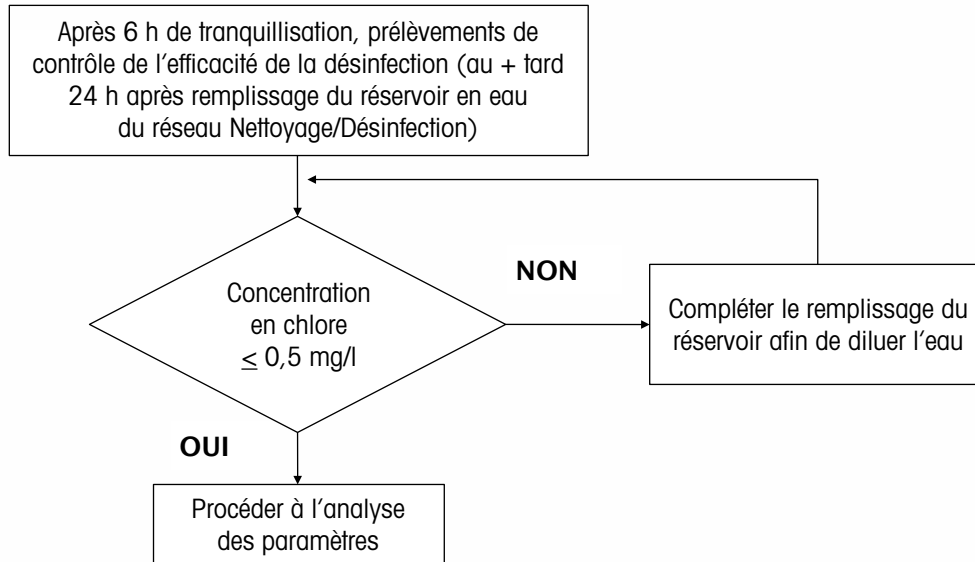 Après 6 h de tranquillisation, prélèvements de
contrôle de l'efficacité de la désinfection (au + tard
24 h après remplissage du réservoir en eau
du réseau Nettoyage/Désinfection)
Concentration
en chlore
≤ 0,5 mg/l
NON
Compléter le remplissage du
réservoir afin de diluer l'eau
OUI
Procéder à l'analyse
des paramètres